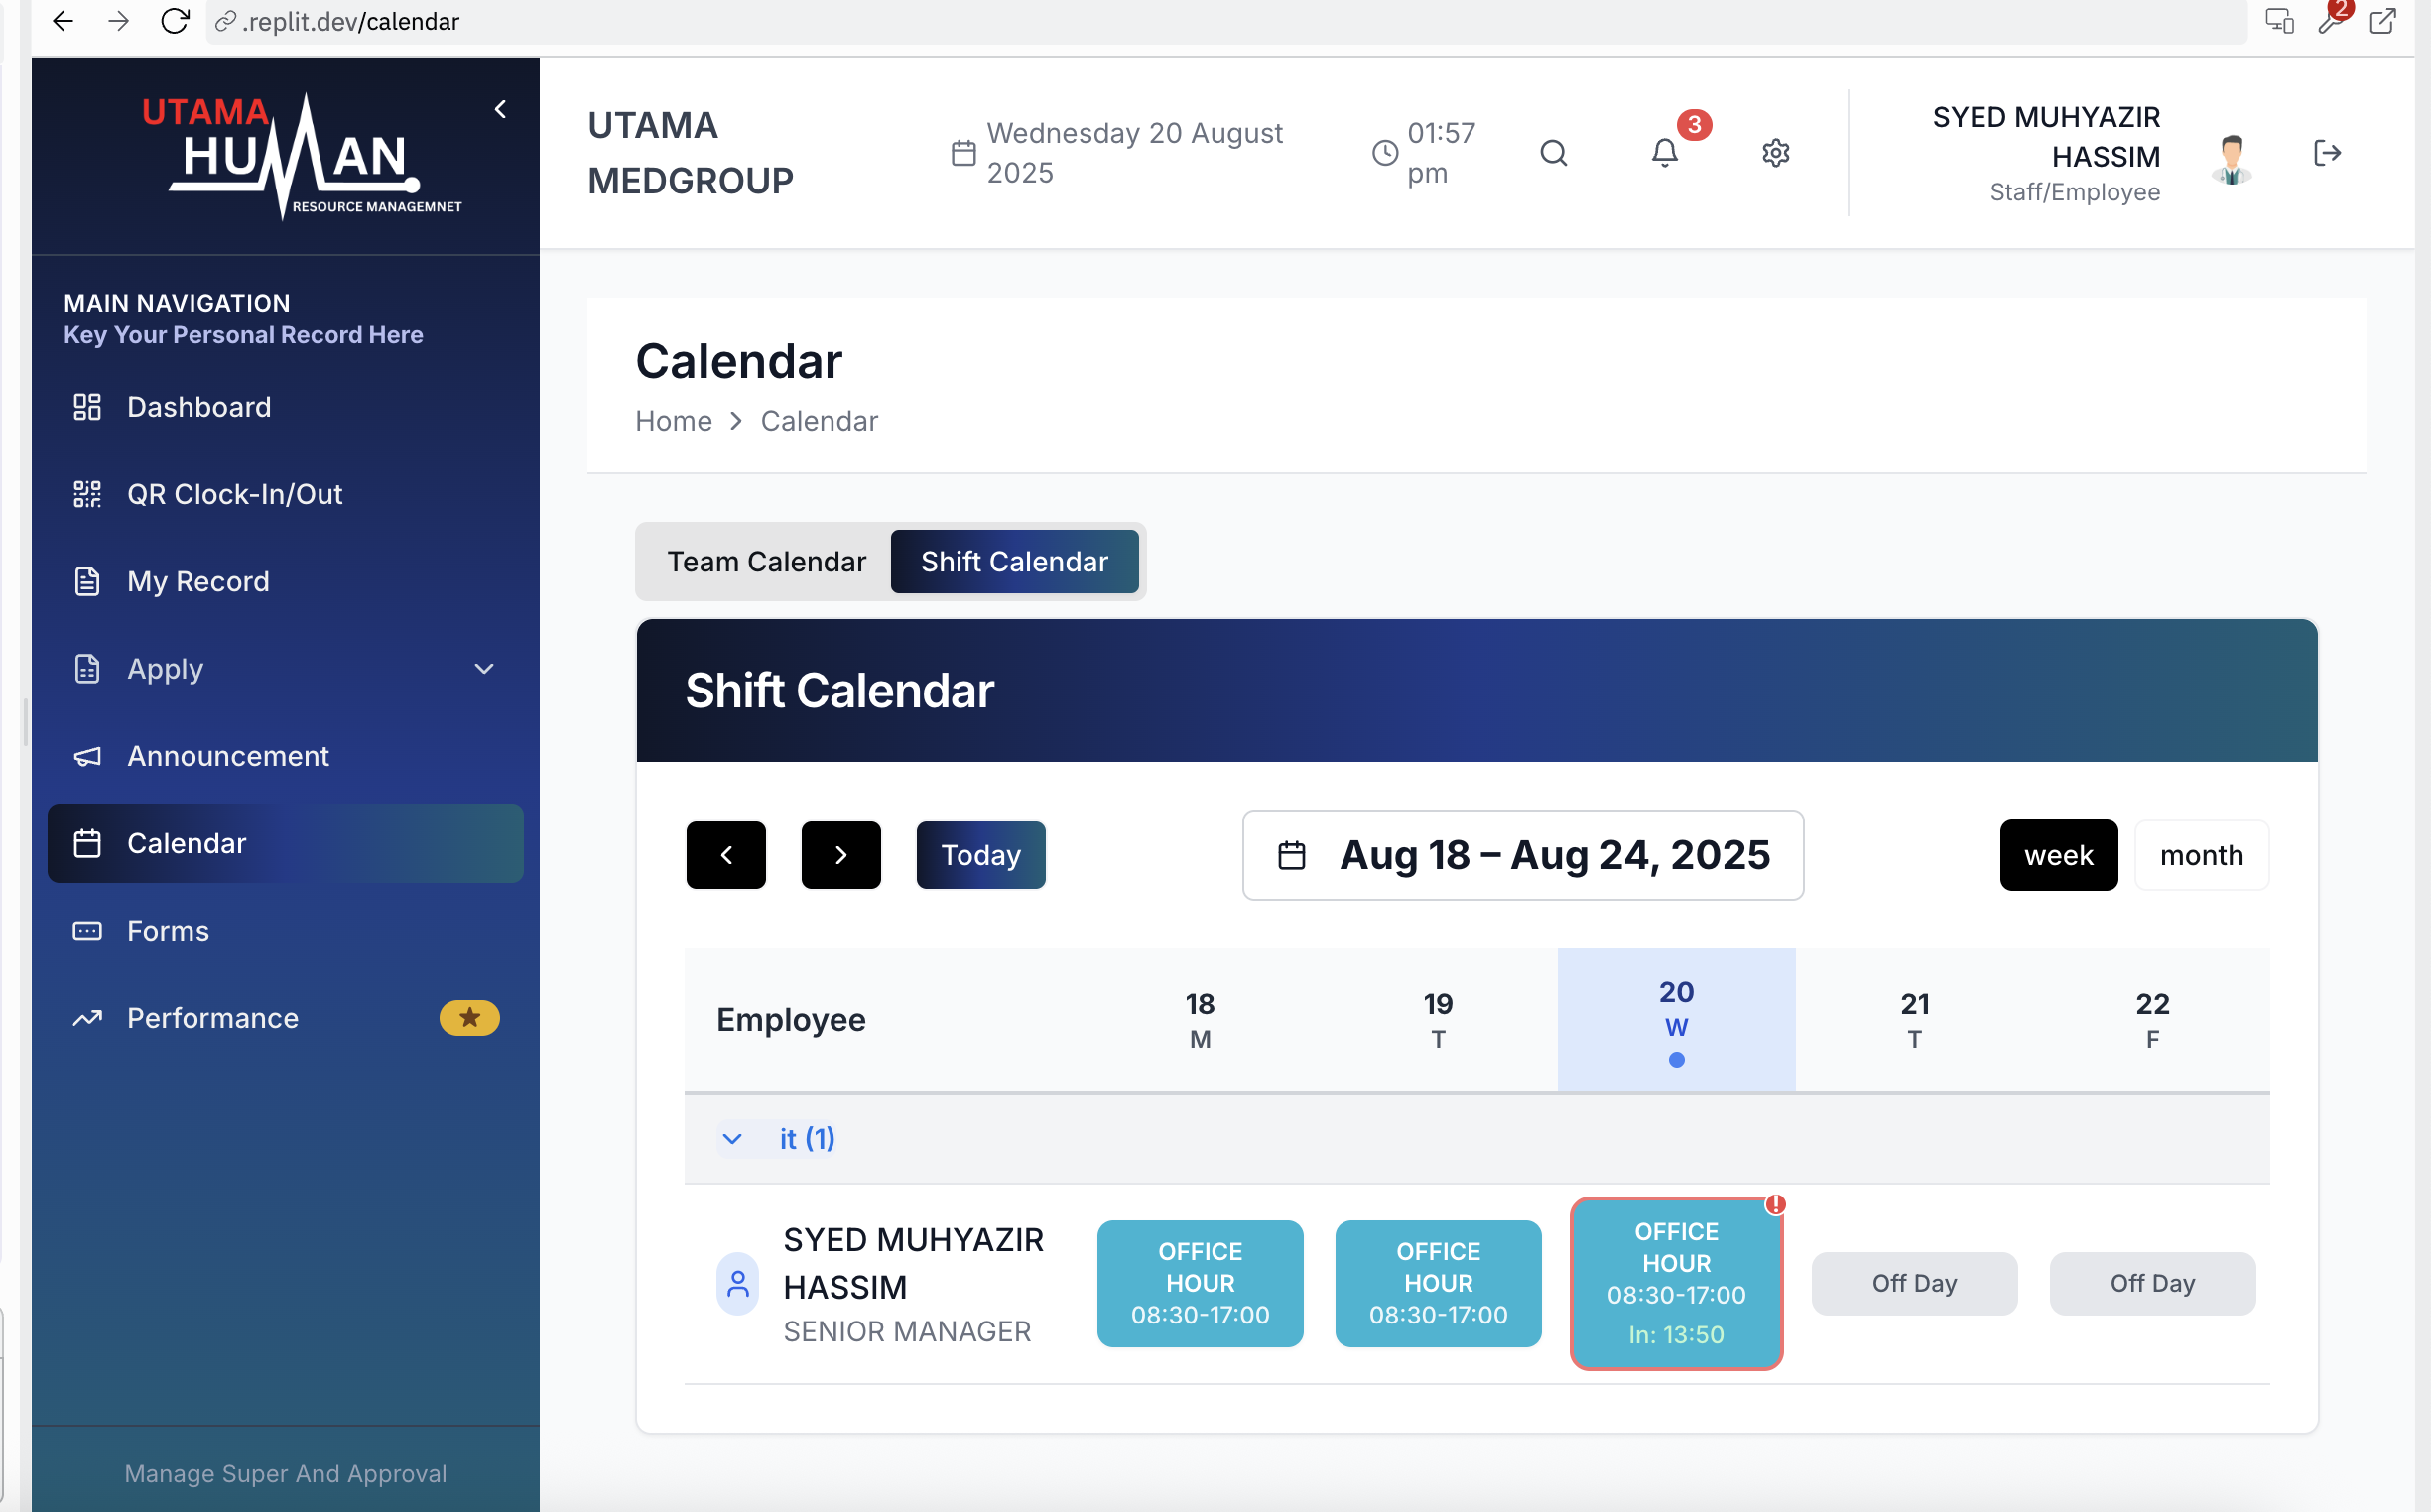 .replit.dev/calendar
2
UTAMA
HUMAN
RESOURCE MANAGEMNET
MAIN NAVIGATION
Key Your Personal Record Here
Dashboard
QR Clock-In/Out
My Record
Apply
Announcement
Calendar
Forms
Performance
Manage Super And Approval
UTAMA
MEDGROUP
Wednesday 20 August
2025
01:57
pm
3
SYED MUHYAZIR
HASSIM
Staff/Employee
Calendar
Home > Calendar
Team Calendar
Shift Calendar
Shift Calendar
Today
Aug 18 – Aug 24, 2025
week
month
Employee
18
M
19
T
20
W
21
T
22
F
it (1)
SYED MUHYAZIR
HASSIM
SENIOR MANAGER
OFFICE
HOUR
08:30-17:00
OFFICE
HOUR
08:30-17:00
!
OFFICE
HOUR
08:30-17:00
In: 13:50
Off Day
Off Day